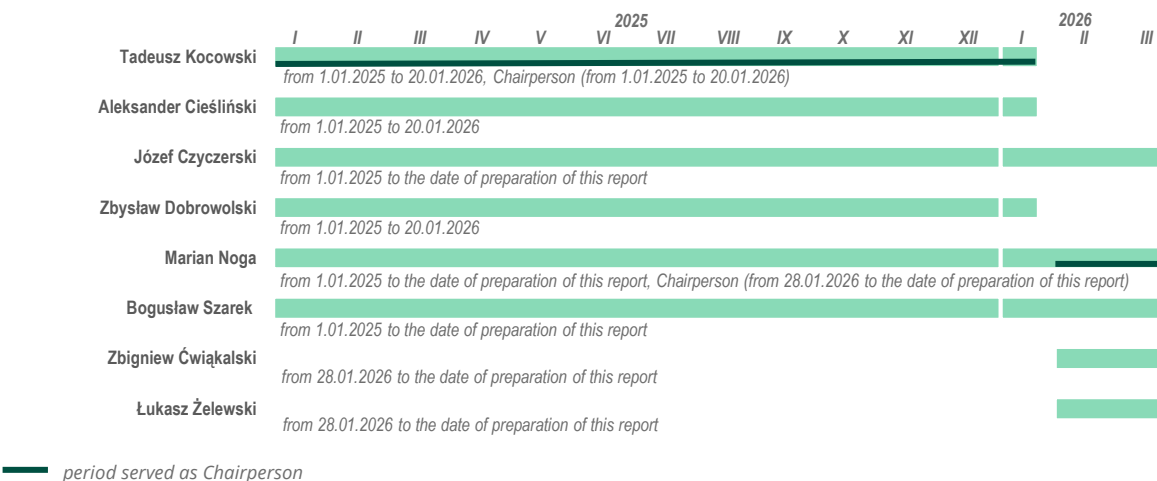 2025 2026
I II III IV V VI VII VIII IX X XI XII I II III
Tadeusz Kocowski
from 1.01.2025 to 20.01.2026, Chairperson (from 1.01.2025 to 20.01.2026)
Aleksander Cieśliński
from 1.01.2025 to 20.01.2026
Józef Czyczerski
from 1.01.2025 to the date of preparation of this report
Zbysław Dobrowolski
from 1.01.2025 to 20.01.2026
Marian Noga
from 1.01.2025 to the date of preparation of this report, Chairperson (from 28.01.2026 to the date of preparation of this report)
Bogusław Szarek
from 1.01.2025 to the date of preparation of this report
Zbigniew Ćwiąkalski
from 28.01.2026 to the date of preparation of this report
Łukasz Żelewski
from 28.01.2026 to the date of preparation of this report
period served as Chairperson